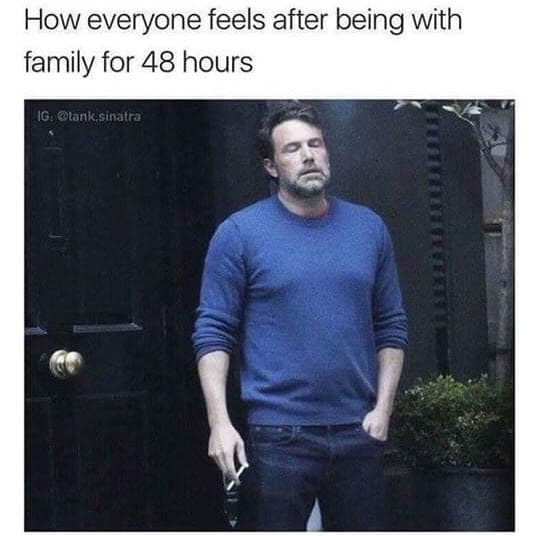 How everyone feels after being with
family for 48 hours
IG: @tank.sinatra